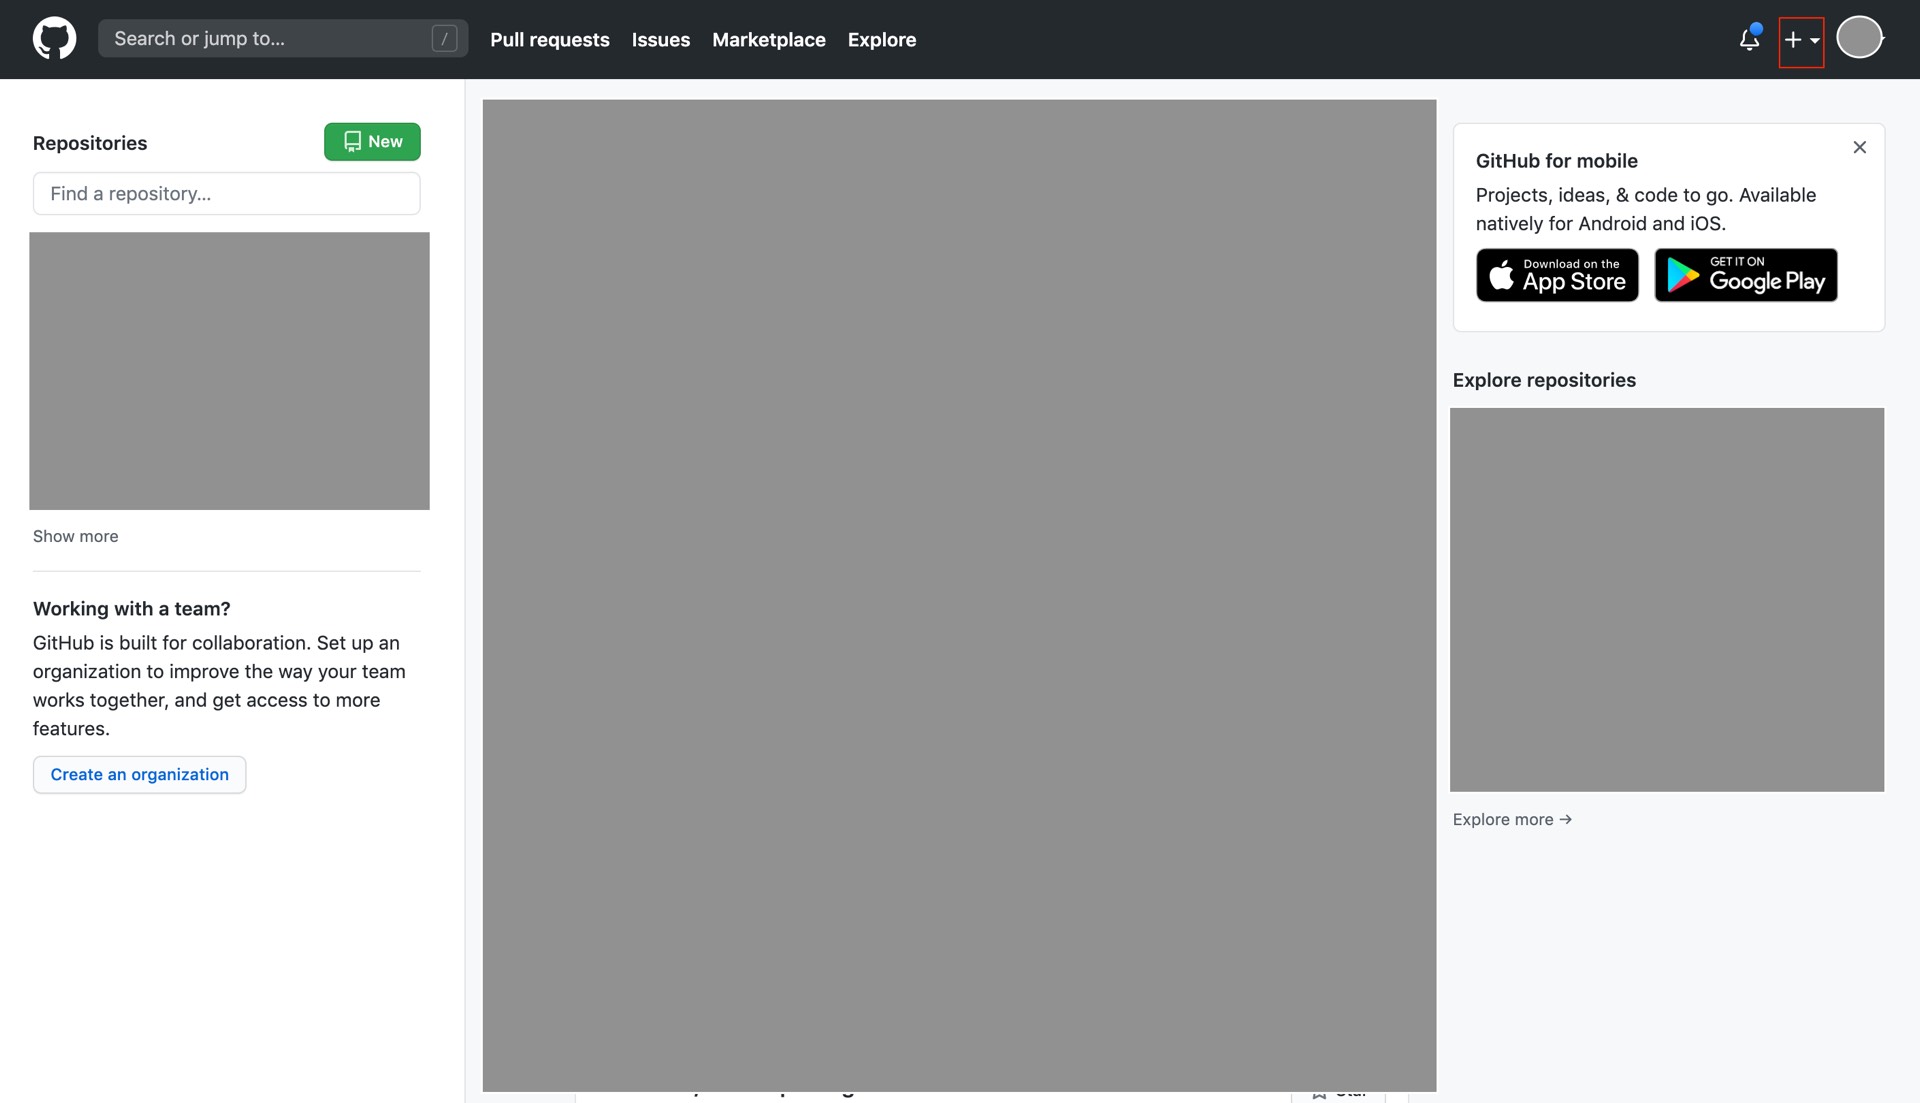 Search or jump to...
/
Pull requests
Issues
Marketplace
Explore
Repositories
New
Find a repository...
Show more
Working with a team?
GitHub is built for collaboration. Set up an
organization to improve the way your team
works together, and get access to more
features.
Create an organization
GitHub for mobile
Projects, ideas, & code to go. Available
natively for Android and iOS.
Download on the
App Store
GET IT ON
Google Play
Explore repositories
Explore more →